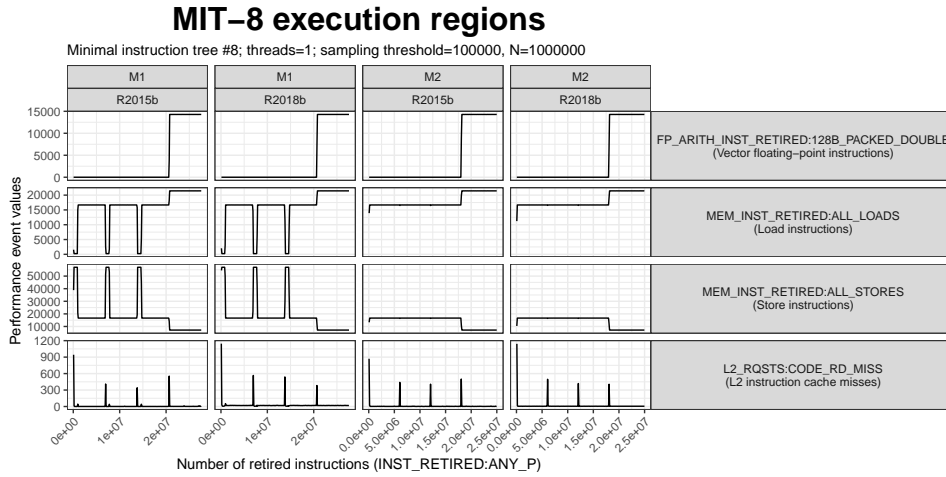 MIT−8 execution regions
Minimal instruction tree #8; threads=1; sampling threshold=100000, N=1000000
M1 M1 M2 M2
R2015b R2018b R2015b R2018b
15000
10000
5000
0
FP_ARITH_INST_RETIRED:128B_PACKED_DOUBLE
(Vector floating−point instructions)
20000
15000
10000
5000
0
MEM_INST_RETIRED:ALL_LOADS
(Load instructions)
50000
40000
30000
20000
10000
MEM_INST_RETIRED:ALL_STORES
(Store instructions)
1200
900
600
300
0
L2_RQSTS:CODE_RD_MISS
(L2 instruction cache misses)
Performance event values
0e+00 1e+07 2e+07 0e+00 1e+07 2e+07 0.0e+00 5.0e+06 1.0e+07 1.5e+07 2.0e+07 2.5e+07 0.0e+00 5.0e+06 1.0e+07 1.5e+07 2.0e+07 2.5e+07
Number of retired instructions (INST_RETIRED:ANY_P)